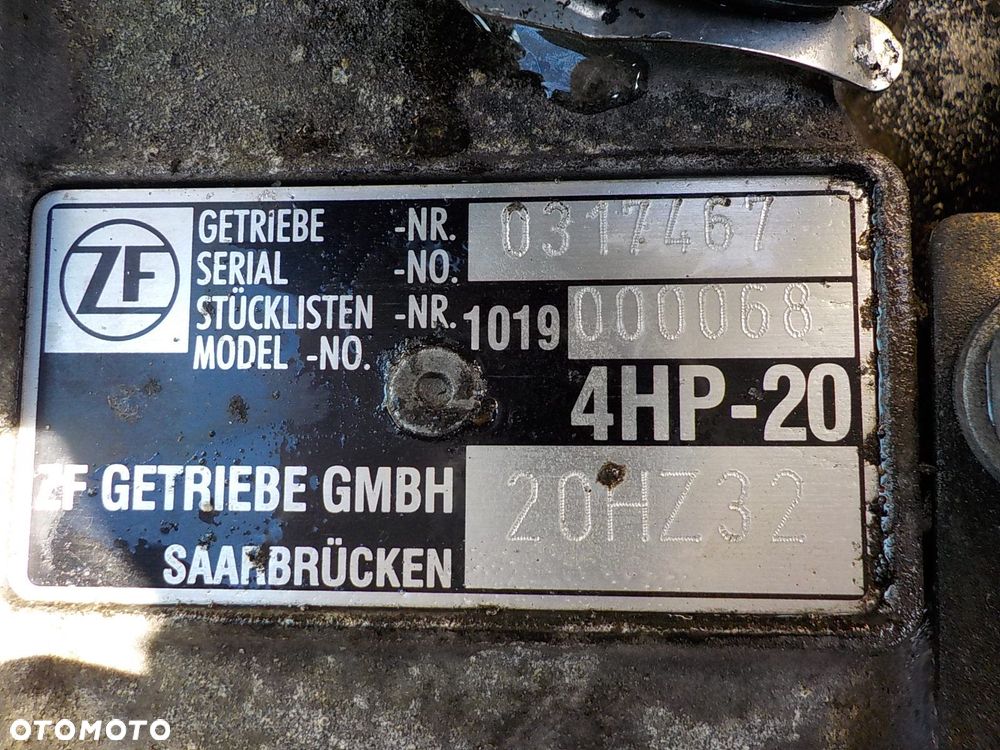 ZF
GETRIEBE -NR. 0317467
SERIAL -NO.
STÜCKLISTEN -NR. 1019 000068
MODEL -NO.
4HP-20
ZF GETRIEBE GMBH 20HZ32
SAARBRÜCKEN
OTOMOTO